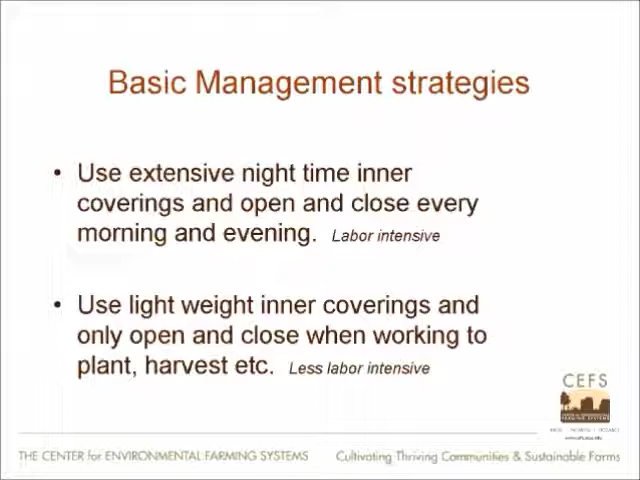 Basic Management strategies
• Use extensive night time inner
coverings and open and close every
morning and evening. Labor intensive
• Use light weight inner coverings and
only open and close when working to
plant, harvest etc. Less labor intensive
CEFS
THE CENTER for ENVIRONMENTAL FARMING SYSTEMS Cultivating Thriving Communities & Sustainable Farms